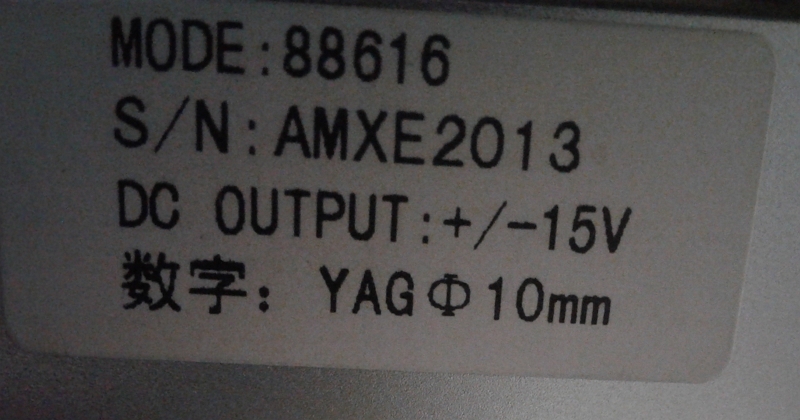 MODE:88616
S/N:AMXE2013
DC OUTPUT:+/-15V
数字: YAGΦ10mm